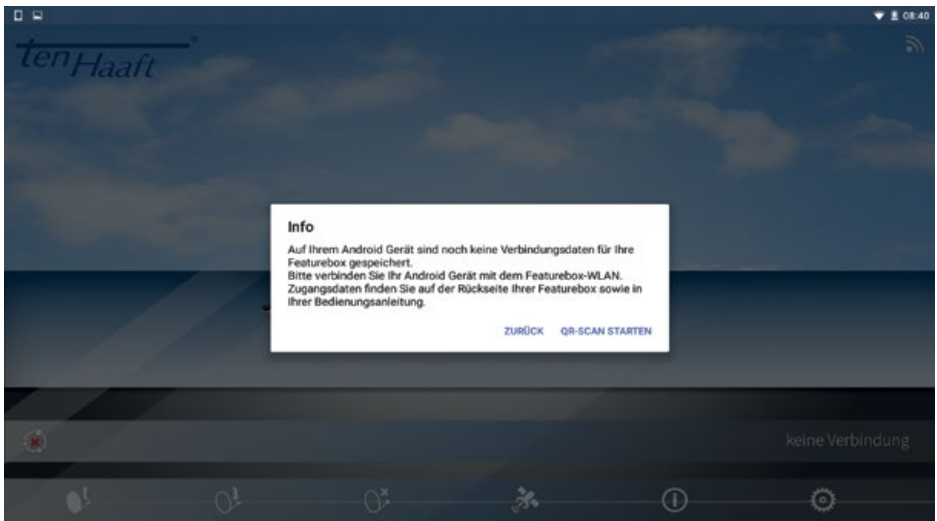 08:40
ten Haaft®
Info
Auf Ihrem Android Gerät sind noch keine Verbindungsdaten für Ihre
Featurebox gespeichert.
Bitte verbinden Sie Ihr Android Gerät mit dem Featurebox-WLAN.
Zugangsdaten finden Sie auf der Rückseite Ihrer Featurebox sowie in
Ihrer Bedienungsanleitung.
ZURÜCK QR-SCAN STARTEN
keine Verbindung